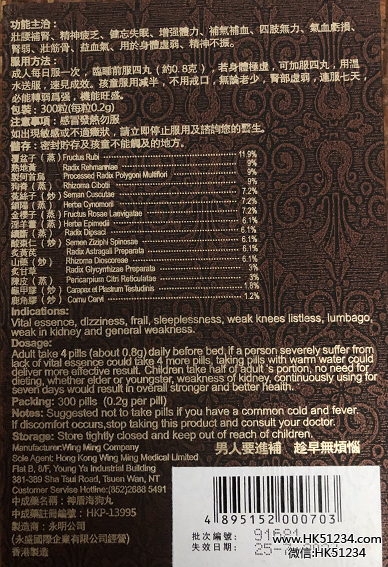 功能主治：
壯腰補腎、精神疲乏、健忘失眠、增强體力、補氣補血、四肢無力、氣血虧損、
腎弱、壯筋骨、益血氣、用於身體虛弱、精神不振。
服用方法：
成人每日服一次，臨睡前服四丸（約0.8克），若身體極虛，可加服四丸，用溫
水送服，速見成效。孩童服用減半，不用戒口，無論老少，腎部虛弱，連服七天，
必能轉弱爲强，機能旺盛。
包裝：300粒(每粒0.2g)
注意事項：感冒發熱勿服
如出現敏感或不適癥狀，請立即停止服用及諮詢您的醫生。
儲存：密封貯存及孩童不能觸及的地方。
覆盆子（蒸） Fructus Rubi 11.9%
熟地黃 Radix Rehmanniae 9%
製何首烏 Processed Radix Polygoni Multiflori 9%
狗脊（蒸） Rhizoma Cibotii 9%
菟絲子（炒） Seman Cuscutae 7.2%
鎖陽（蒸） Herba Cynomorii 7.2%
金櫻子（蒸） Fructus Rosae Laevigatae 7.2%
淫羊藿（蒸） Herba Epimedii 6.1%
續斷（蒸） Radix Dipsaci 6.1%
酸棗仁（炒） Semen Ziziphi Spinosae 6.1%
炙黃芪 Radix Astragali Preparata 6.1%
山藥（炒） Rhizoma Dioscoreae 6.1%
炙甘草 Radix Glycyrrhizae Preparata 3%
陳皮（蒸） Pericarpium Citri Reticulatae 3%
龜甲膠（炒） Carapax et Plastrum Testudinis 1.8%
鹿角膠（炒） Cornu Cervi 1.2%
Indications:
Vital essence, dizziness, frail, sleeplessness, weak knees listless, lumbago,
weak in kidney and general weakness.
Dosage:
Adult take 4 pills (about 0.8g) daily before bed, if a person severely suffer from
lack of vital essence could take 4 more pills, taking pills with warm water could
deliver more effective result. Children take half of adult 's portion, no need for
dieting, whether elder or youngster, weakness of kidney, continuously using for
seven days would result in overall stronger and better health.
Packing: 300 pills (0.2g per pill)
Notes: Suggested not to take pills if you have a common cold and fever.
If discomfort occurs,stop taking this product and consult your doctor.
Storage: Store tightly closed and keep out of reach of children.
Manufacturer:Wing Ming Company
Sole Agent: Hong Kong Wing Ming Medical Limited
Flat B, 8/F, Young Ya Industrial Building
381-389 Sha Tsui Road, Tsuen Wan, NT
Customer Servise Hotline:(852)2688 5491
中成藥名稱：神盾海狗丸
中成藥註冊編號：HKP-13995
製造商：永明公司
(永盛國際企業有限公司經營)
香港製造
男人要進補 趁早無煩惱
4 895152 000703
批次編號：
失效日期：
www.HK51234.com
微信:HK51234